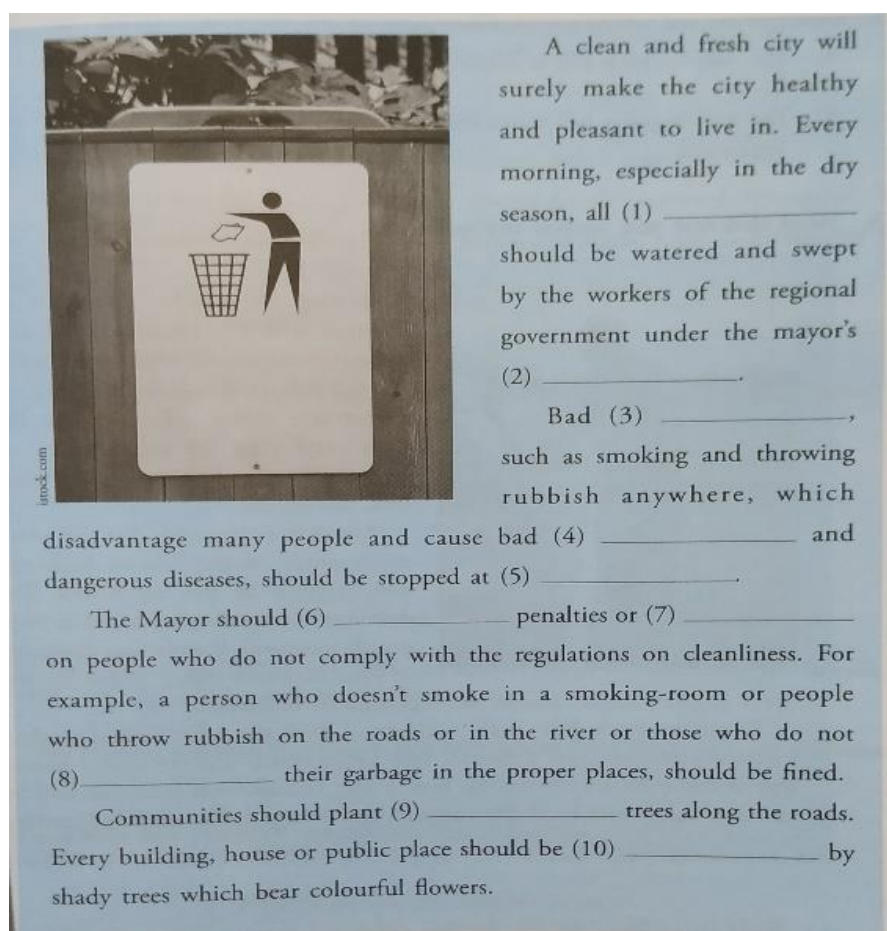 A clean and fresh city will
surely make the city healthy
and pleasant to live in. Every
morning, especially in the dry
season, all (1) ____________
should be watered and swept
by the workers of the regional
government under the mayor's
(2) ____________.
Bad (3) ____________,
such as smoking and throwing
rubbish anywhere, which
istock.com
disadvantage many people and cause bad (4) ____________ and
dangerous diseases, should be stopped at (5) ____________.
The Mayor should (6) ____________ penalties or (7) ____________
on people who do not comply with the regulations on cleanliness. For
example, a person who doesn't smoke in a smoking-room or people
who throw rubbish on the roads or in the river or those who do not
(8)____________ their garbage in the proper places, should be fined.
Communities should plant (9) ____________ trees along the roads.
Every building, house or public place should be (10) ____________ by
shady trees which bear colourful flowers.